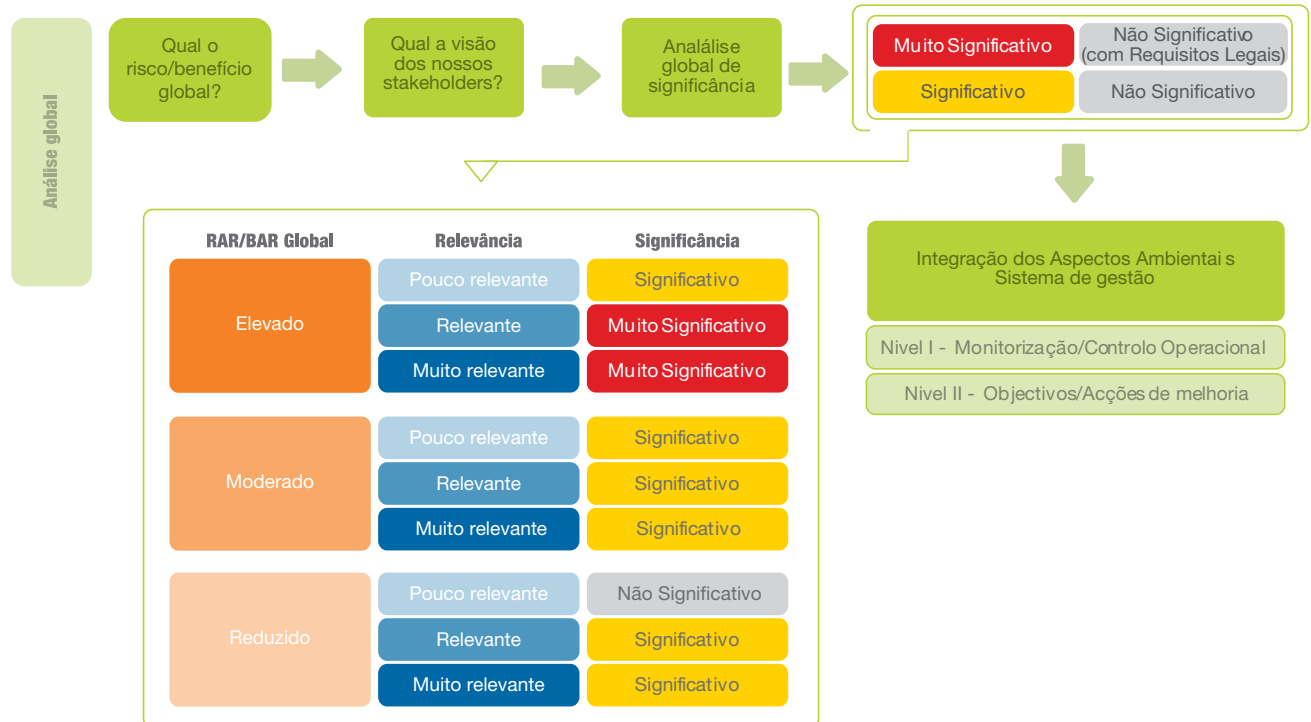 Análise global
Qual o
risco/benefício
global?
Qual a visão
dos nossos
stakeholders?
Analálise
global de
significância
Muito Significativo
Não Significativo
(com Requisitos Legais)
Significativo
Não Significativo
RAR/BAR Global
Relevância
Significância
Elevado
Pouco relevante
Significativo
Relevante
Muito Significativo
Muito relevante
Muito Significativo
Moderado
Pouco relevante
Significativo
Relevante
Significativo
Muito relevante
Significativo
Reduzido
Pouco relevante
Não Significativo
Relevante
Significativo
Muito relevante
Significativo
Integração dos Aspectos Ambientai s
Sistema de gestão
Nivel I - Monitorização/Controlo Operacional
Nivel II - Objectivos/Acções de melhoria